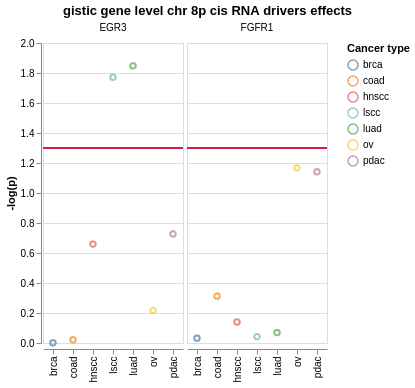 gistic gene level chr 8p cis RNA drivers effects
EGR3
FGFR1
-log(p)
2.0
-1.8
-1.6
1.4
1.2
1.0
0.8
0.6
0.4
0.2
0.0
brca
coad
hnscc
lscc
luad
ov
pdac
brca
coad
hnscc
lscc
luad
ov
pdac
Cancer type
brca
coad
hnscc
lscc
luad
ov
pdac